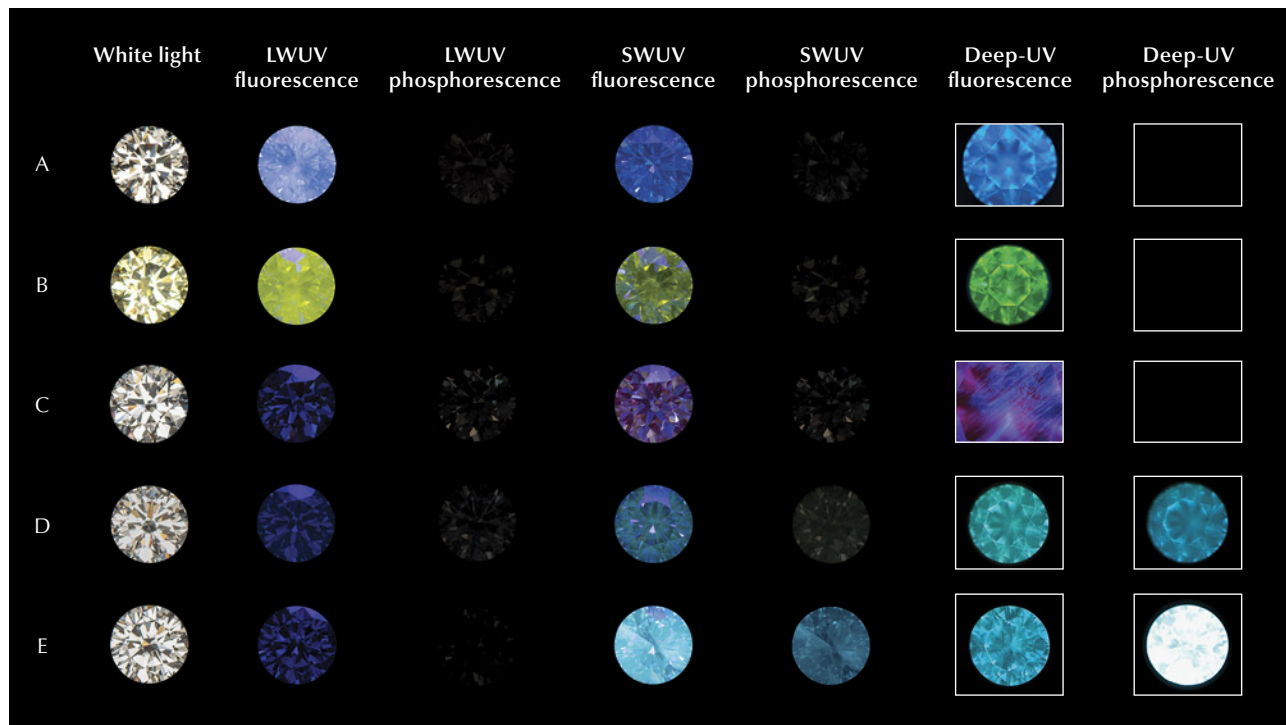 White light
LWUV
fluorescence
LWUV
phosphorescence
SWUV
fluorescence
SWUV
phosphorescence
Deep-UV
fluorescence
Deep-UV
phosphorescence
A
B
C
D
E